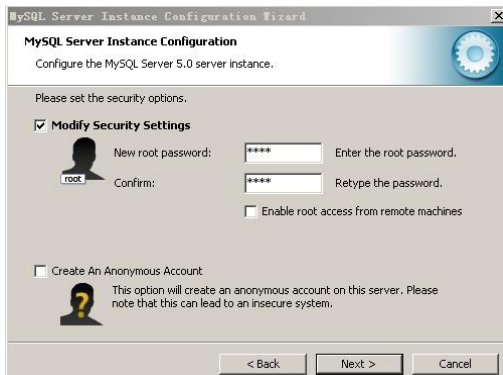 MySQL Server Instance Configuration Wizard
MySQL Server Instance Configuration
Configure the MySQL Server 5.0 server instance.
Please set the security options.
Modify Security Settings
root
New root password: **** Enter the root password.
Confirm: **** Retype the password.
Enable root access from remote machines
Create An Anonymous Account
This option will create an anonymous account on this server. Please
note that this can lead to an insecure system.
< Back Next > Cancel